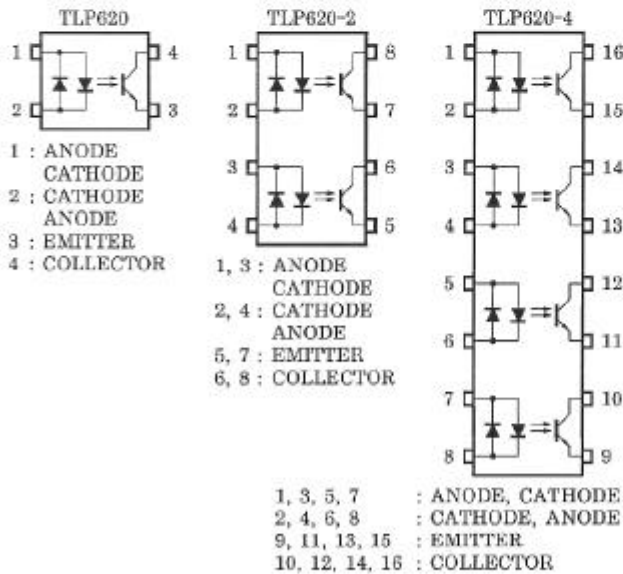 TLP620
1
4
2
3
1 : ANODE
CATHODE
2 : CATHODE
ANODE
3 : EMITTER
4 : COLLECTOR
TLP620-2
1
8
2
7
3
6
4
5
1, 3 : ANODE
CATHODE
2, 4 : CATHODE
ANODE
5, 7 : EMITTER
6, 8 : COLLECTOR
TLP620-4
1
16
2
15
3
14
4
13
5
12
6
11
7
10
8
9
1, 3, 5, 7 : ANODE, CATHODE
2, 4, 6, 8 : CATHODE, ANODE
9, 11, 13, 15 : EMITTER
10, 12, 14, 16 : COLLECTOR